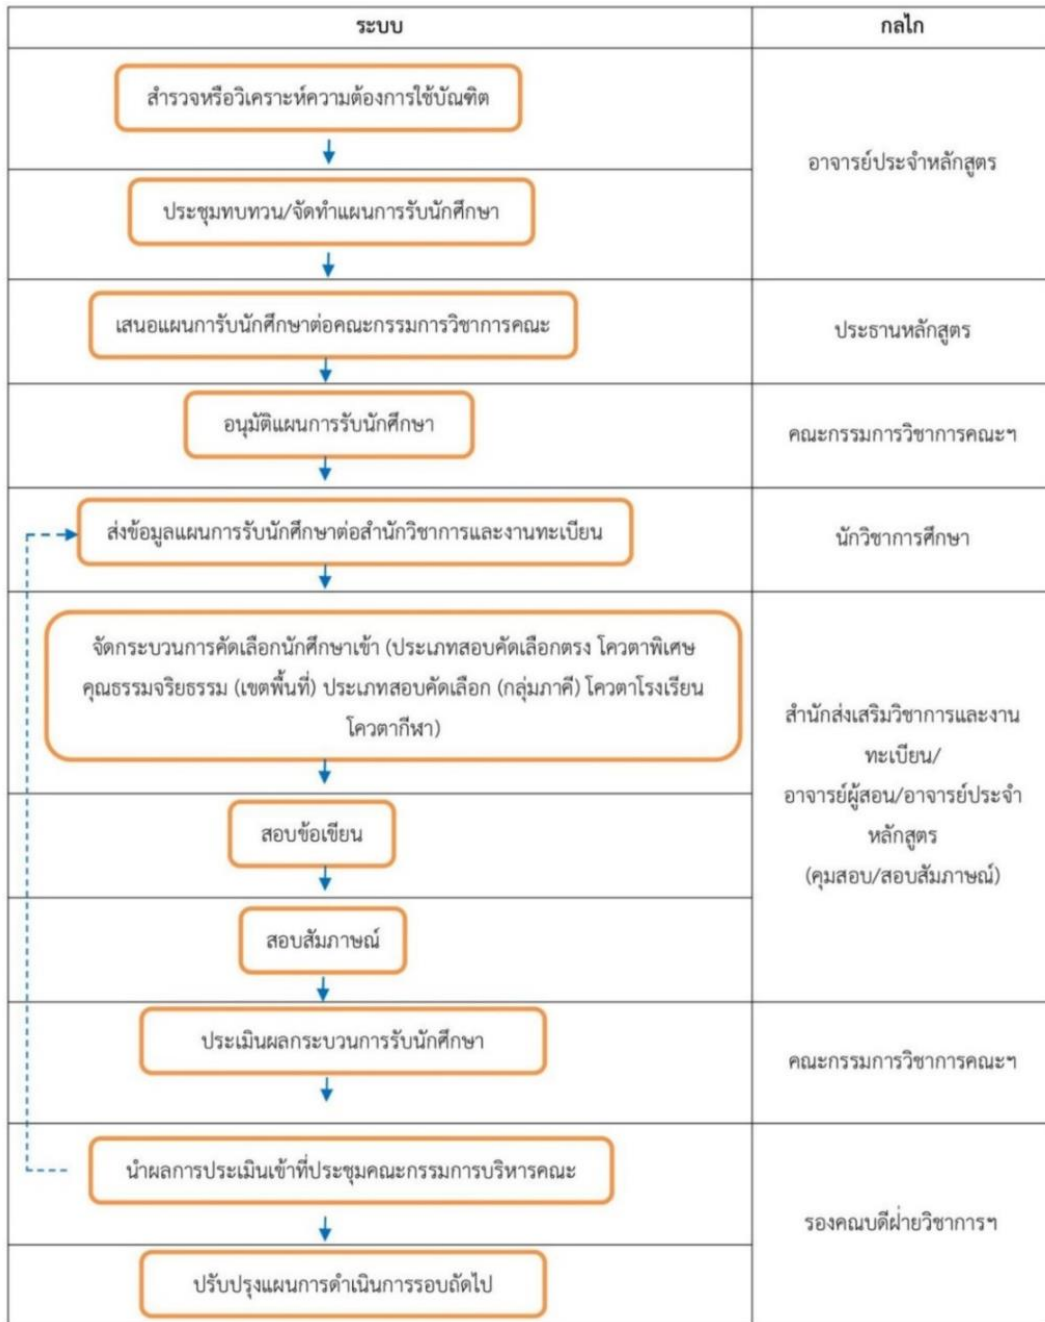 ระบบ
กลไก
สำรวจหรือวิเคราะห์ความต้องการใช้บัณฑิต
อาจารย์ประจำหลักสูตร
ประชุมทบทวน/จัดทำแผนการรับนักศึกษา
เสนอแผนการับนักศึกษาต่อคณะกรรมการวิชาการคณะ
ประธานหลักสูตร
อนุมัติแผนการรับนักศึกษา
คณะกรรมการวิชาการคณะฯ
ส่งข้อมูลแผนการรับนักศึกษาต่อสำนักวิชาการและงานทะเบียน
นักวิชาการศึกษา
จัดกระบวนการคัดเลือกนักศึกษาเข้า (ประเภทสอบคัดเลือกตรง โควตาพิเศษ
คุณธรรมจริยธรรม (เขตพื้นที่) ประเภทสอบคัดเลือก (กลุ่มภาคี) โควตาโรงเรียน
โควตากีฬา)
สำนักส่งเสริมวิชาการและงาน
ทะเบียน/
อาจารย์ผู้สอน/อาจารย์ประจำ
หลักสูตร
(คุมสอบ/สอบสัมภาษณ์)
สอบข้อเขียน
สอบสัมภาษณ์
ประเมินผลกระบวนการรับนักศึกษา
คณะกรรมการวิชาการคณะฯ
นำผลการประเมินเข้าที่ประชุมคณะกรรมการบริหารคณะ
รองคณบดีฝ่ายวิชาการฯ
ปรับปรุงแผนการดำเนินการรอบถัดไป